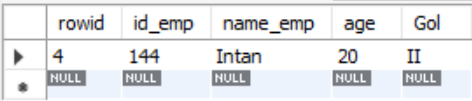 rowid id_emp name_emp age Gol
4 144 Intan 20 II
NULL NULL NULL NULL NULL